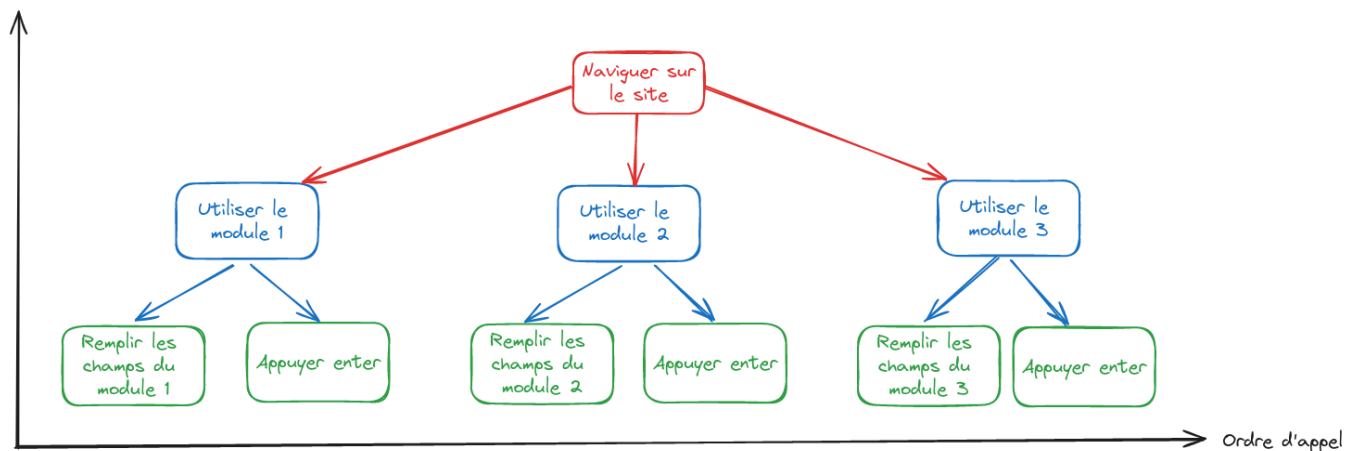 Naviguer sur
le site
Utiliser le
module 1
Utiliser le
module 2
Utiliser le
module 3
Remplir les
champs du
module 1
Appuyer enter
Remplir les
champs du
module 2
Appuyer enter
Remplir les
champs du
module 3
Appuyer enter
Ordre d'appel